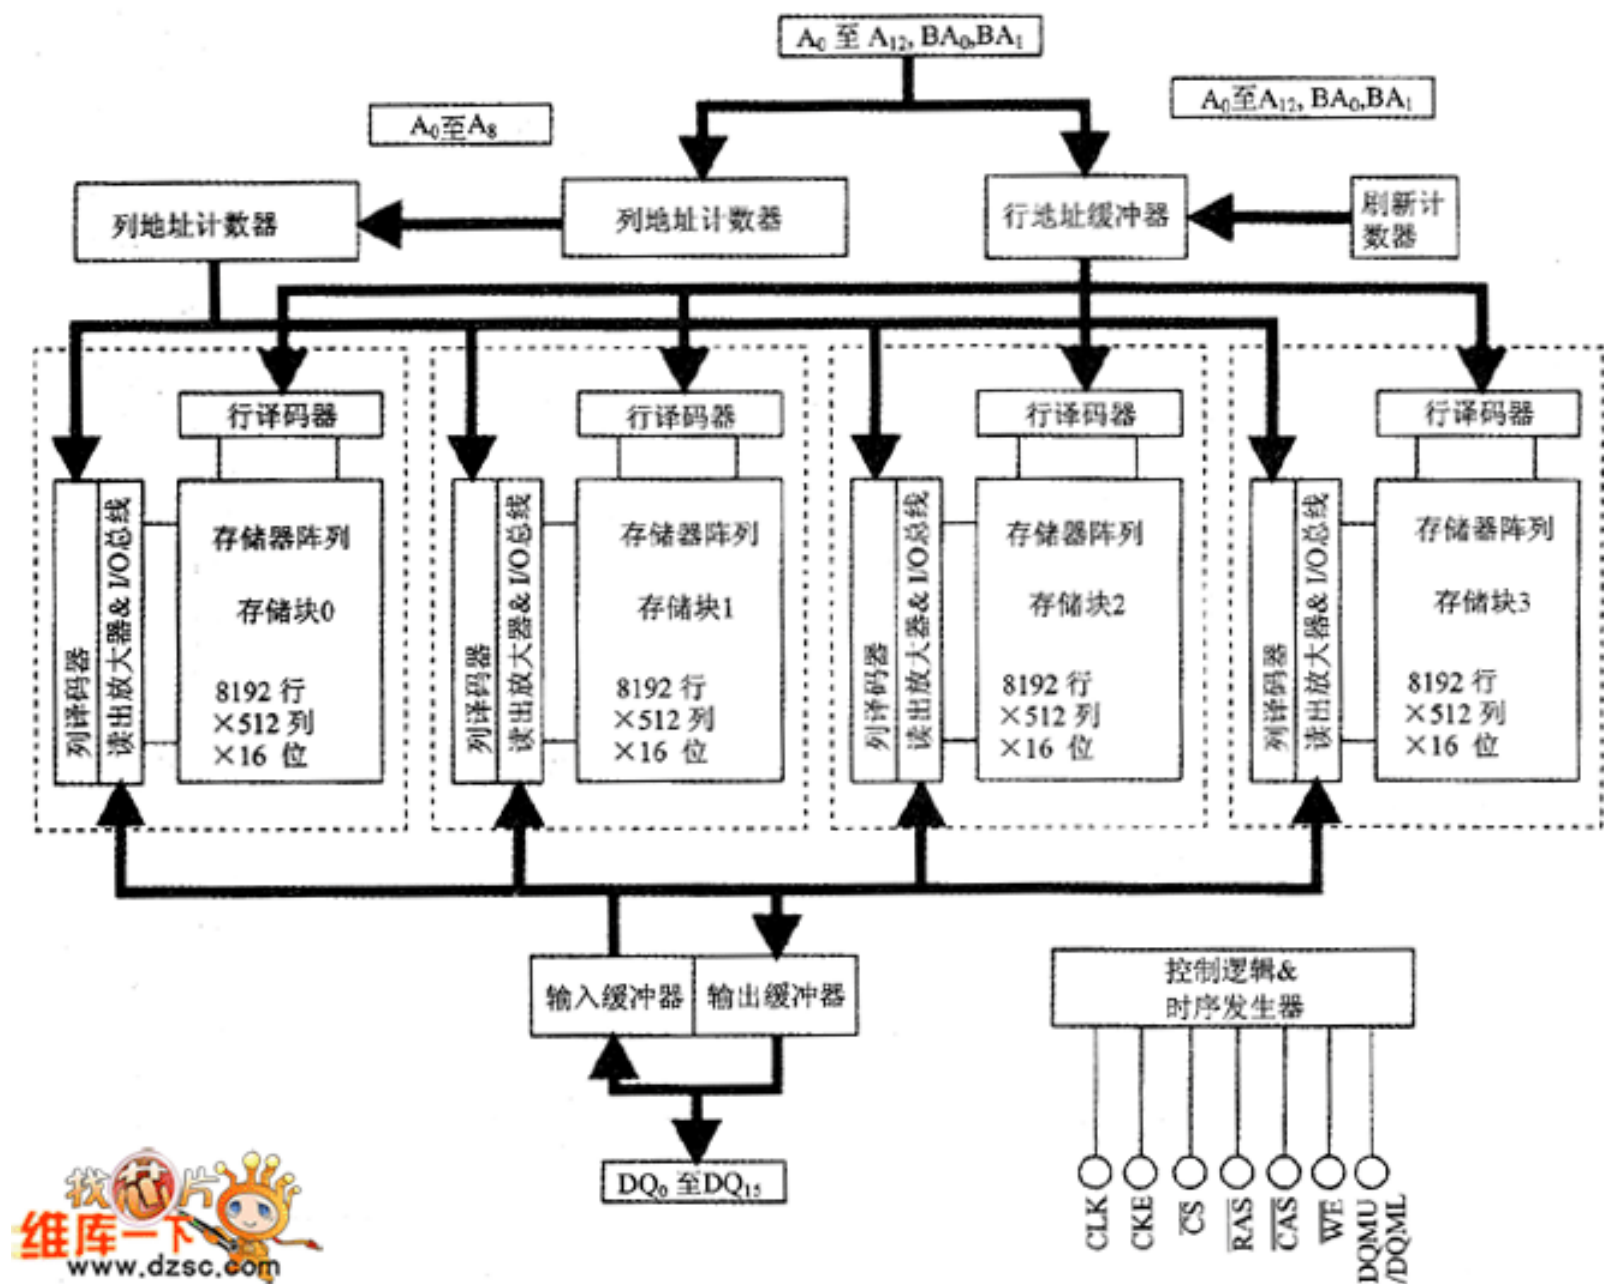 A₀ 至 A₁₂, BA₀,BA₁
A₀至A₁₂, BA₀,BA₁
A₀至A₈
列地址计数器
列地址计数器
行地址缓冲器
刷新计
数器
行译码器
行译码器
行译码器
行译码器
列译码器
读出放大器& I/O总线
存储器阵列
存储块0
8192 行
×512 列
×16 位
列译码器
读出放大器& I/O总线
存储器阵列
存储块1
8192 行
×512 列
×16 位
列译码器
读出放大器& I/O总线
存储器阵列
存储块2
8192 行
×512 列
×16 位
列译码器
读出放大器& I/O总线
存储器阵列
存储块3
8192 行
×512 列
×16 位
输入缓冲器
输出缓冲器
控制逻辑&
时序发生器
DQ₀ 至DQ₁₅
CLK
CKE
C̅S̅
R̅A̅S̅
C̅A̅S̅
W̅E̅
DQMU
/DQML
找芯片
维库一下
www.dzsc.com